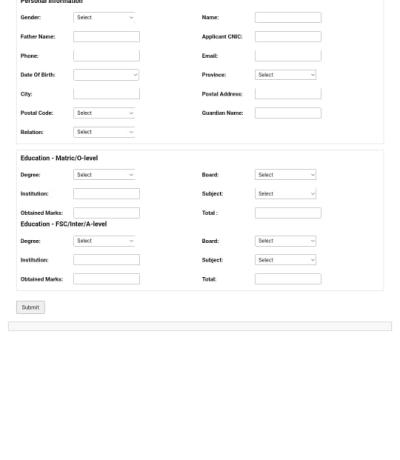 Personal Information
Gender: Select Name:
Father Name: Applicant CNIC:
Phone: Email:
Date Of Birth: Province: Select
City: Postal Address:
Postal Code: Select Guardian Name:
Relation: Select
Education - Matric/O-level
Degree: Select Board: Select
Institution: Subject: Select
Obtained Marks: Total :
Education - FSC/Inter/A-level
Degree: Select Board: Select
Institution: Subject: Select
Obtained Marks: Total:
Submit